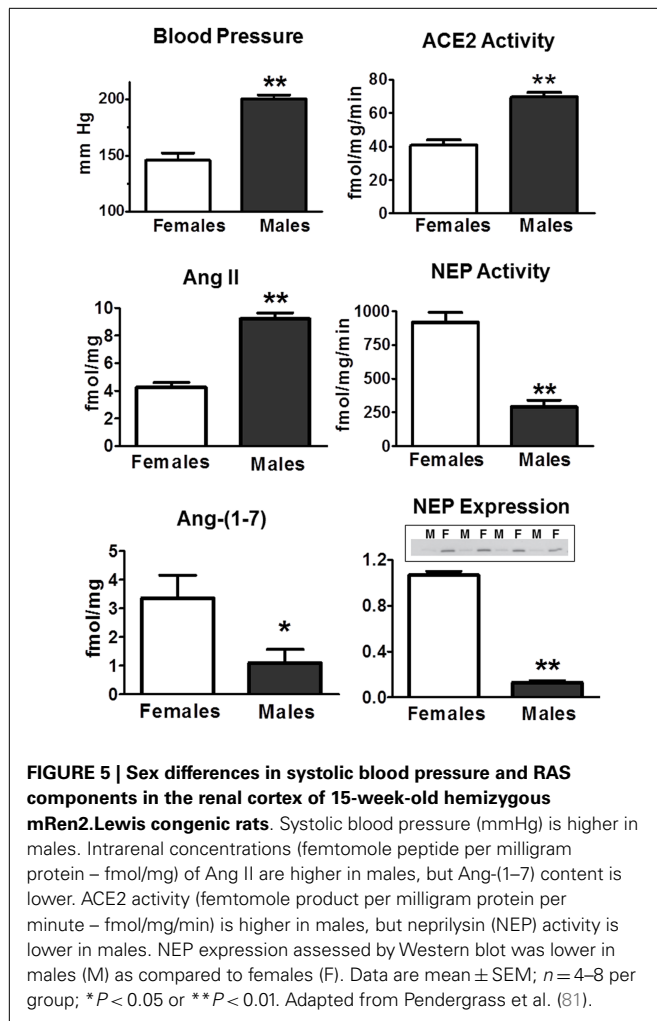 Blood Pressure
**
mm Hg
200
150
100
Females Males
ACE2 Activity
**
fmol/mg/min
80
60
40
20
0
Females Males
Ang II
**
fmol/mg
10
8
6
4
2
0
Females Males
NEP Activity
fmol/mg/min
1000
750
500
250
0
**
Females Males
Ang-(1-7)
fmol/mg
5
4
3
2
1
0
*
Females Males
NEP Expression
M F M F M F M F
1.2
0.8
0.4
0.0
**
Females Males
FIGURE 5 | Sex differences in systolic blood pressure and RAS
components in the renal cortex of 15-week-old hemizygous
mRen2.Lewis congenic rats. Systolic blood pressure (mmHg) is higher in
males. Intrarenal concentrations (femtomole peptide per milligram
protein – fmol/mg) of Ang II are higher in males, but Ang-(1–7) content is
lower. ACE2 activity (femtomole product per milligram protein per
minute – fmol/mg/min) is higher in males, but neprilysin (NEP) activity is
lower in males. NEP expression assessed by Western blot was lower in
males (M) as compared to females (F). Data are mean ± SEM; n = 4–8 per
group; *P < 0.05 or **P < 0.01. Adapted from Pendergrass et al. (81).